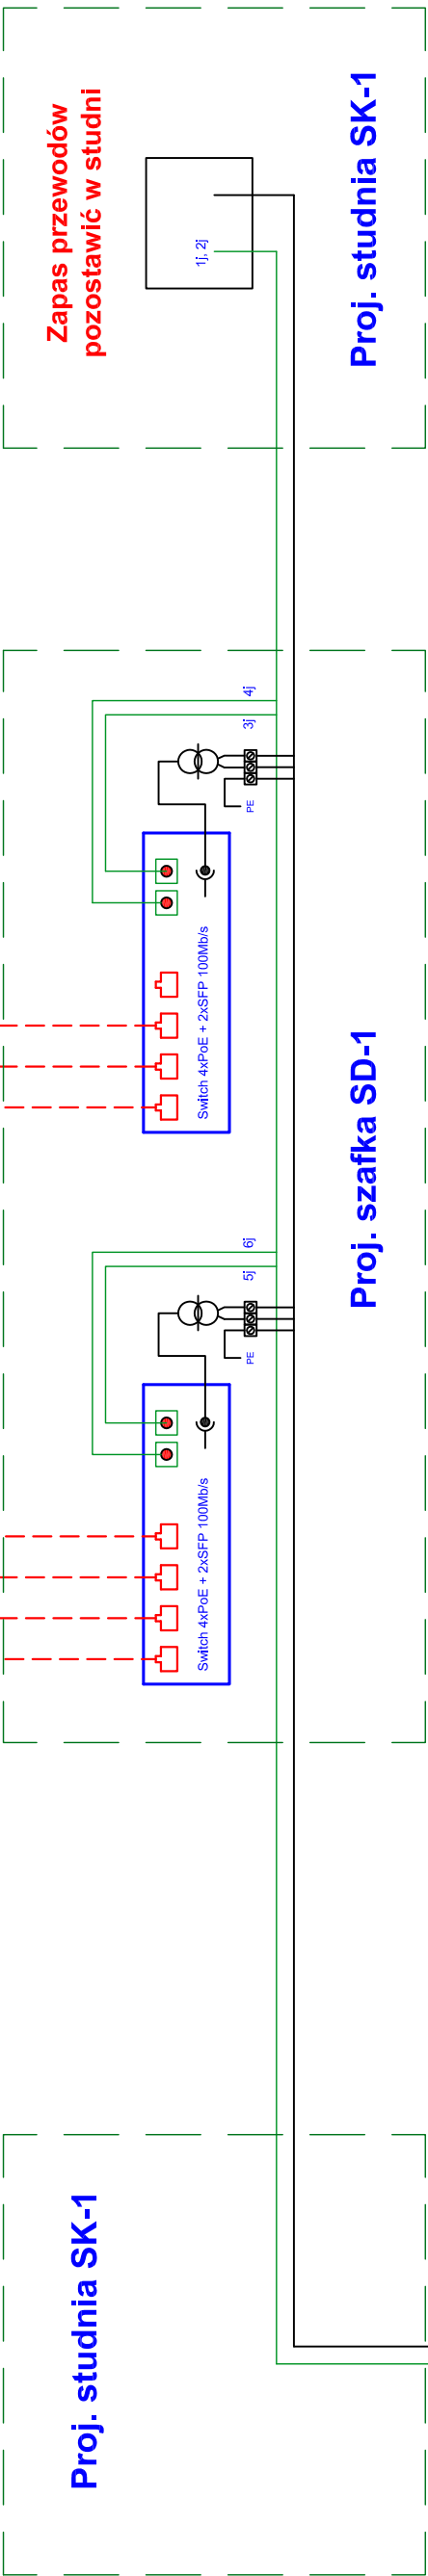 Zapas przewodów
pozostawić w studni
1j, 2j
Proj. studnia SK-1
4j
3j
PE
Switch 4xPoE + 2xSFP 100Mb/s
Proj. szafka SD-1
6j
5j
PE
Switch 4xPoE + 2xSFP 100Mb/s
Proj. studnia SK-1